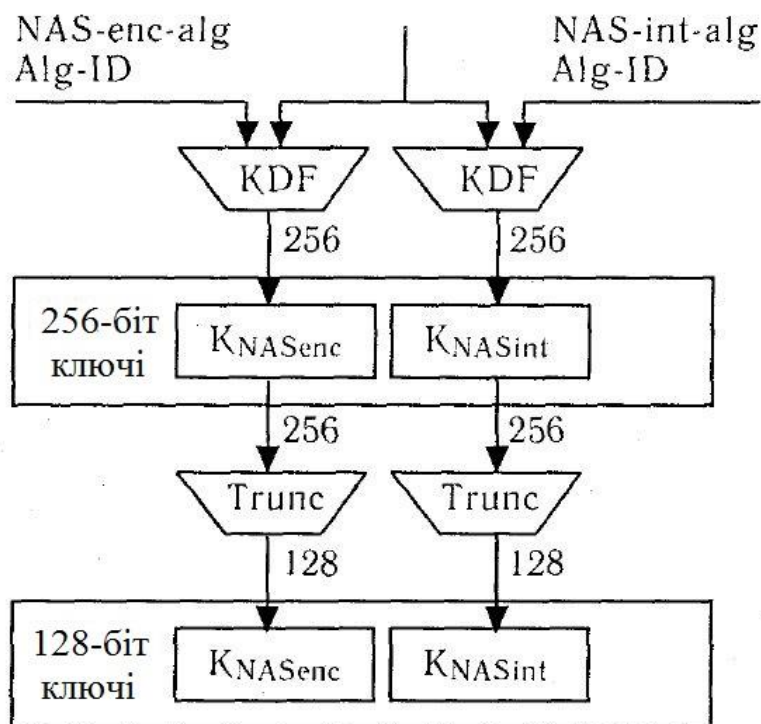 NAS-enc-alg
Alg-ID
NAS-int-alg
Alg-ID
KDF
KDF
256
256
256-біт
ключі
KNASenc
KNASint
256
256
Trunc
Trunc
128
128
128-біт
ключі
KNASenc
KNASint